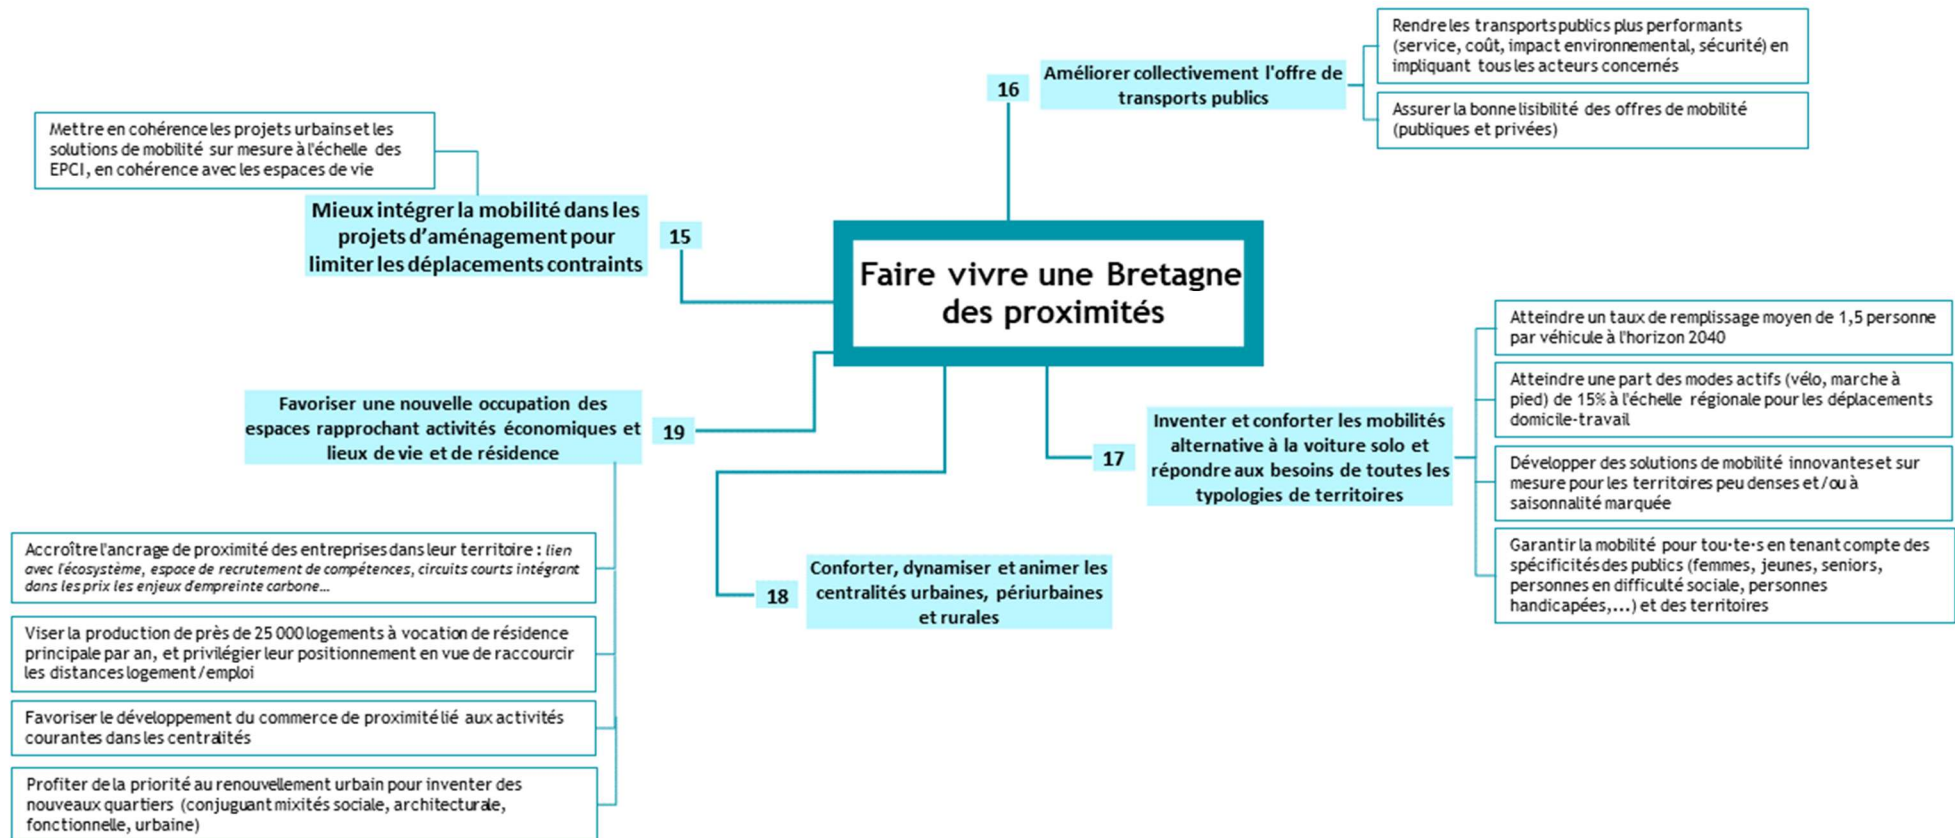 Faire vivre une Bretagne
des proximités
15
Mieux intégrer la mobilité dans les
projets d’aménagement pour
limiter les déplacements contraints
Mettre en cohérence les projets urbains et les
solutions de mobilité sur mesure à l'échelle des
EPCI, en cohérence avec les espaces de vie
16
Améliorer collectivement l'offre de
transports publics
Rendre les transports publics plus performants
(service, coût, impact environnemental, sécurité) en
impliquant tous les acteurs concernés
Assurer la bonne lisibilité des offres de mobilité
(publiques et privées)
17
Inventer et conforter les mobilités
alternative à la voiture solo et
répondre aux besoins de toutes les
typologies de territoires
Atteindre un taux de remplissage moyen de 1,5 personne
par véhicule à l'horizon 2040
Atteindre une part des modes actifs (vélo, marche à
pied) de 15% à l'échelle régionale pour les déplacements
domicile-travail
Développer des solutions de mobilité innovantes et sur
mesure pour les territoires peu denses et/ou à
saisonnalité marquée
Garantir la mobilité pour tou·te·s en tenant compte des
spécificités des publics (femmes, jeunes, seniors,
personnes en difficulté sociale, personnes
handicapées,...) et des territoires
18
Conforter, dynamiser et animer les
centralités urbaines, périurbaines
et rurales
19
Favoriser une nouvelle occupation des
espaces rapprochant activités économiques et
lieux de vie et de résidence
Accroître l'ancrage de proximité des entreprises dans leur territoire : lien
avec l'écosystème, espace de recrutement de compétences, circuits courts intégrant
dans les prix les enjeux d'empreinte carbone...
Viser la production de près de 25 000 logements à vocation de résidence
principale par an, et privilégier leur positionnement en vue de raccourcir
les distances logement/emploi
Favoriser le développement du commerce de proximité lié aux activités
courantes dans les centralités
Profiter de la priorité au renouvellement urbain pour inventer des
nouveaux quartiers (conjuguant mixités sociale, architecturale,
fonctionnelle, urbaine)